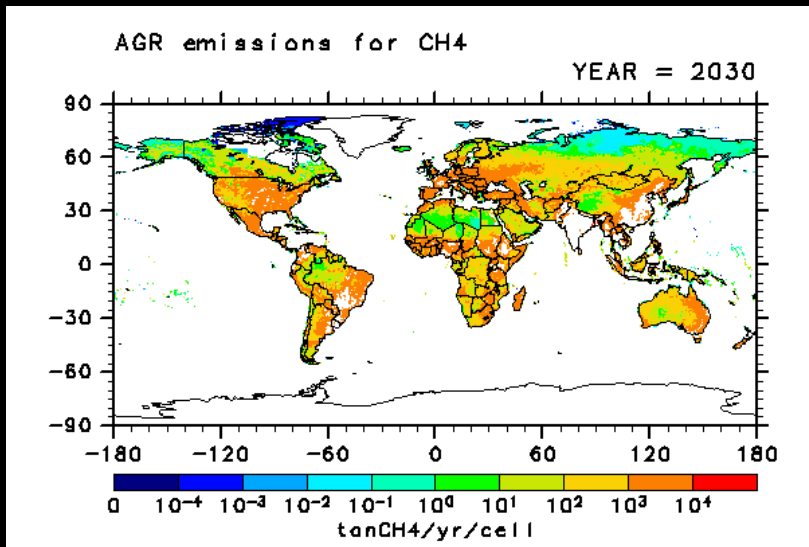 AGR emissions for CH4
YEAR = 2030
90
60
30
0
-30
-60
-90
-180 -120 -60 0 60 120 180
0 10⁻⁴ 10⁻³ 10⁻² 10⁻¹ 10⁰ 10¹ 10² 10³ 10⁴
tonCH4/yr/cell